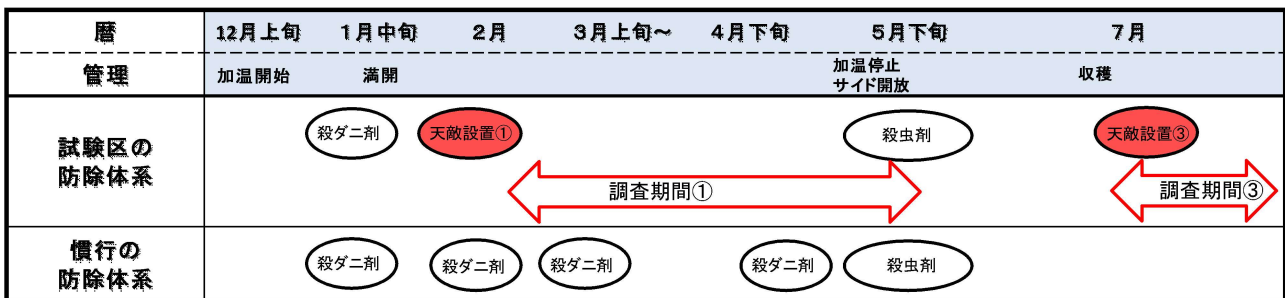 暦 12月上旬 1月中旬 2月 3月上旬～ 4月下旬 5月下旬 7月
管理 加温開始 満開 加温停止 収穫
サイド開放
試験区の
防除体系
殺ダニ剤 天敵設置① 殺虫剤 天敵設置③
調査期間① 調査期間③
慣行の
防除体系
殺ダニ剤 殺ダニ剤 殺ダニ剤 殺ダニ剤 殺虫剤